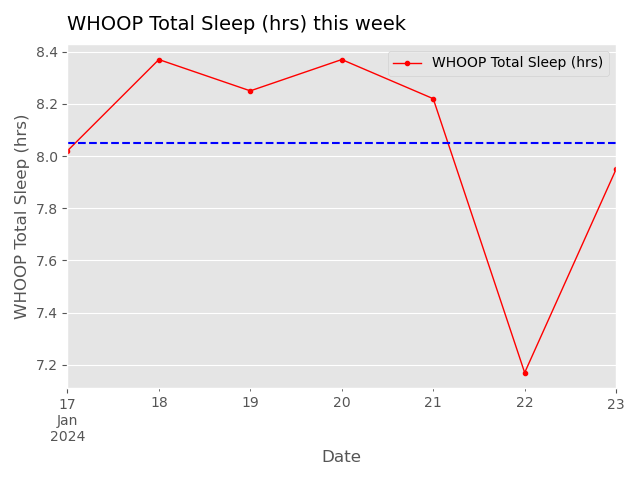 WHOOP Total Sleep (hrs) this week
WHOOP Total Sleep (hrs)
WHOOP Total Sleep (hrs)
8.4
8.2
8.0
7.8
7.6
7.4
7.2
17 18 19 20 21 22 23
Jan
2024
Date